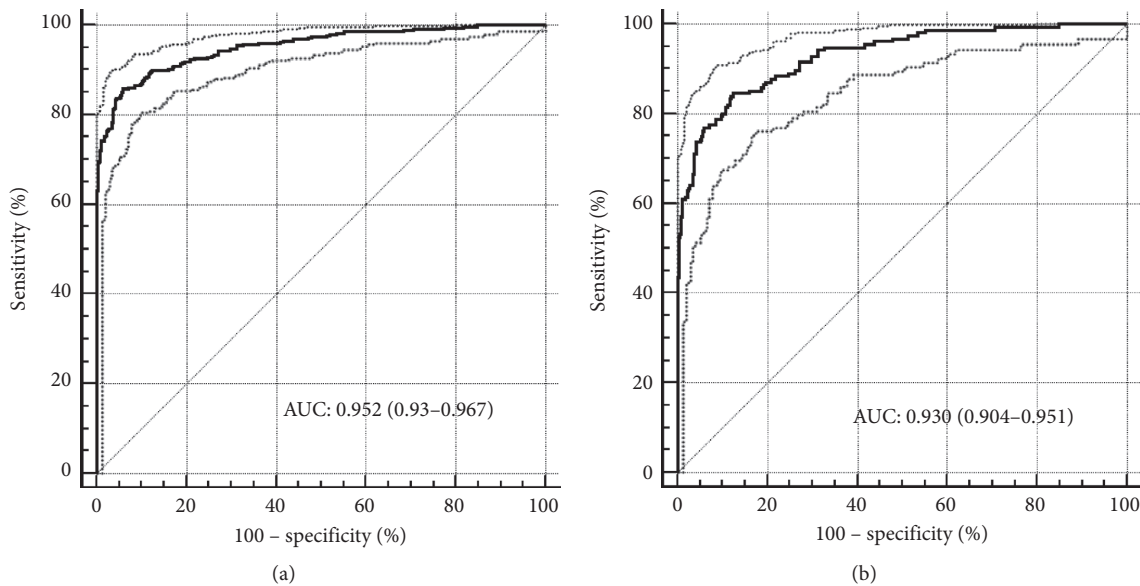 100
80
60
40
20
0
Sensitivity (%)
AUC: 0.952 (0.93–0.967)
0 20 40 60 80 100
100 – specificity (%)
(a)
100
80
60
40
20
0
Sensitivity (%)
AUC: 0.930 (0.904–0.951)
0 20 40 60 80 100
100 – specificity (%)
(b)